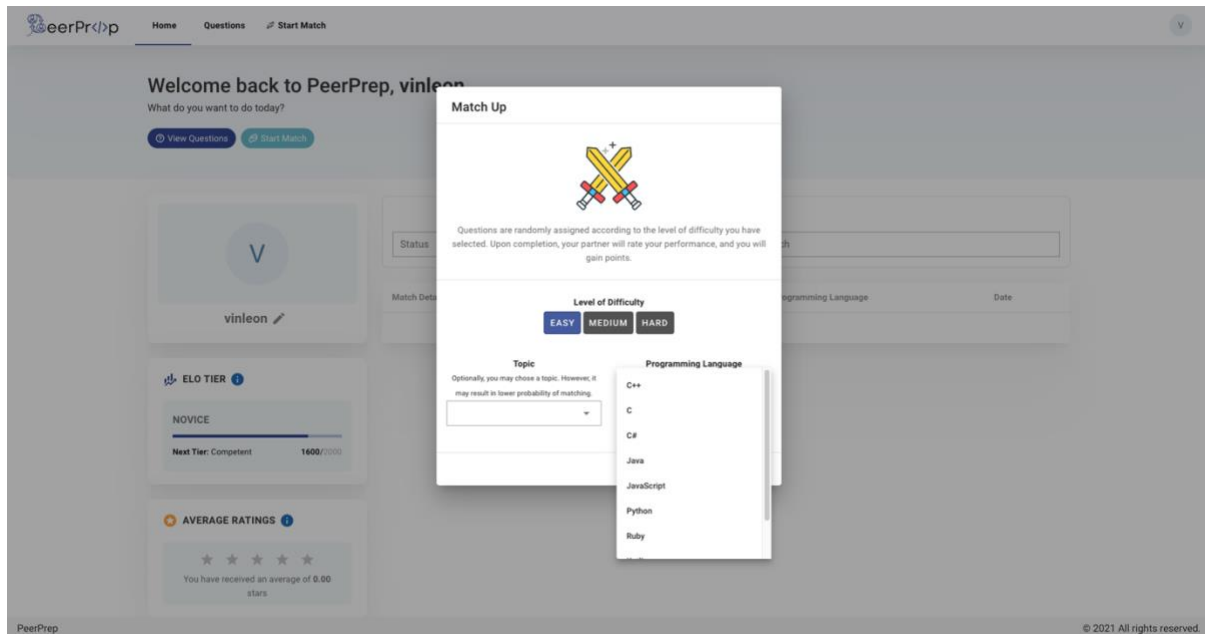 PeerPr</>p
Home
Questions
Start Match
V
Welcome back to PeerPrep, vinleon
What do you want to do today?
View Questions
Start Match
V
vinleon
ELO TIER
NOVICE
Next Tier: Competent
1600/2000
AVERAGE RATINGS
You have received an average of 0.00
stars
Status
Match
Programming Language
Date
Match Up
Questions are randomly assigned according to the level of difficulty you have
selected. Upon completion, your partner will rate your performance, and you will
gain points.
Level of Difficulty
EASY
MEDIUM
HARD
Topic
Optionally, you may chose a topic. However, it
may result in lower probability of matching.
Programming Language
C++
C
C#
Java
JavaScript
Python
Ruby
PeerPrep
© 2021 All rights reserved.